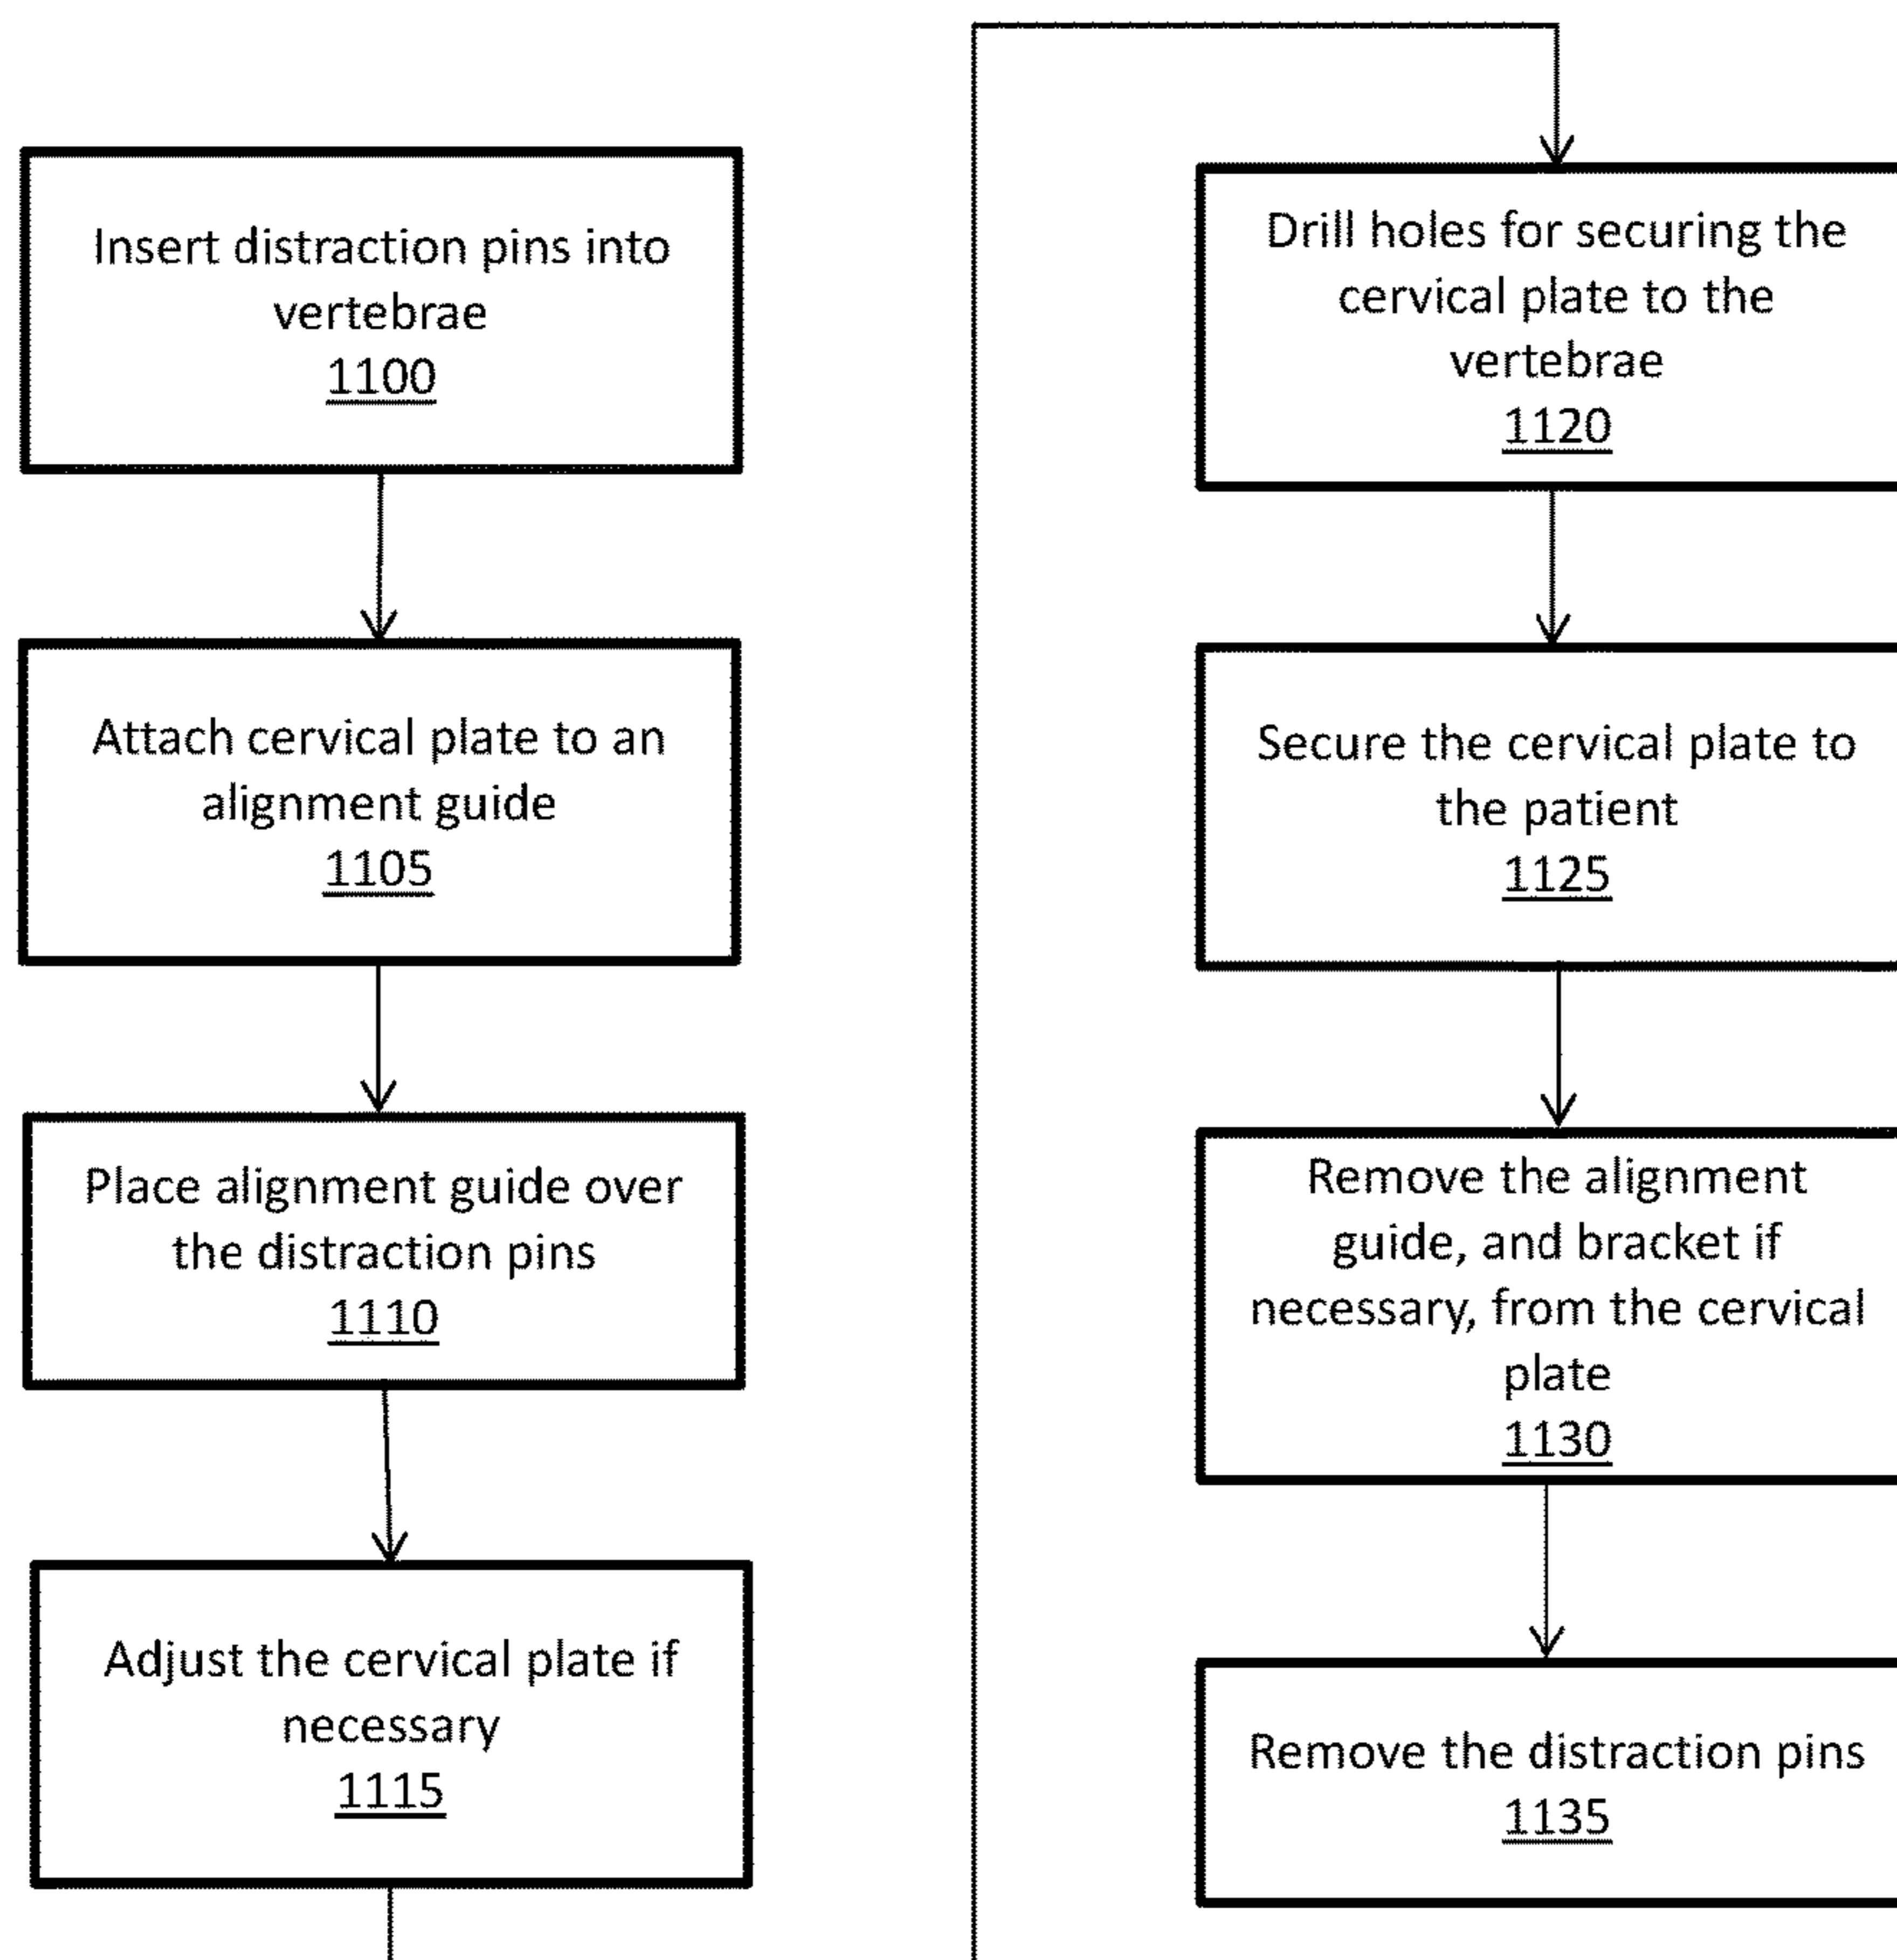 Insert distraction pins into
vertebrae
1100
Attach cervical plate to an
alignment guide
1105
Place alignment guide over
the distraction pins
1110
Adjust the cervical plate if
necessary
1115
Drill holes for securing the
cervical plate to the
vertebrae
1120
Secure the cervical plate to
the patient
1125
Remove the alignment
guide, and bracket if
necessary, from the cervical
plate
1130
Remove the distraction pins
1135